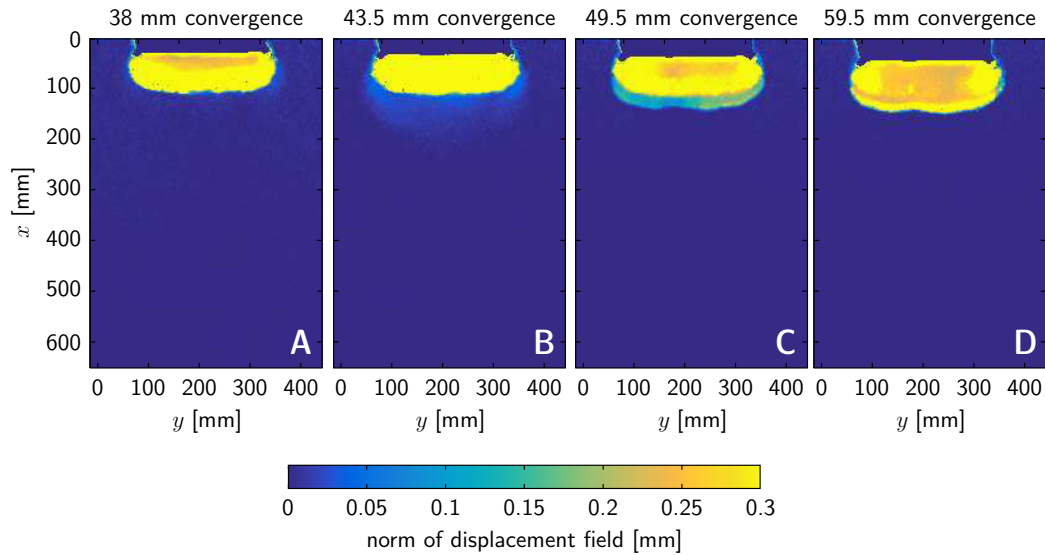 38 mm convergence 43.5 mm convergence 49.5 mm convergence 59.5 mm convergence
0
100
200
300
400
500
600
x [mm]
A B C D
0 100 200 300 400 0 100 200 300 400 0 100 200 300 400 0 100 200 300 400
y [mm] y [mm] y [mm] y [mm]
0 0.05 0.1 0.15 0.2 0.25 0.3
norm of displacement field [mm]